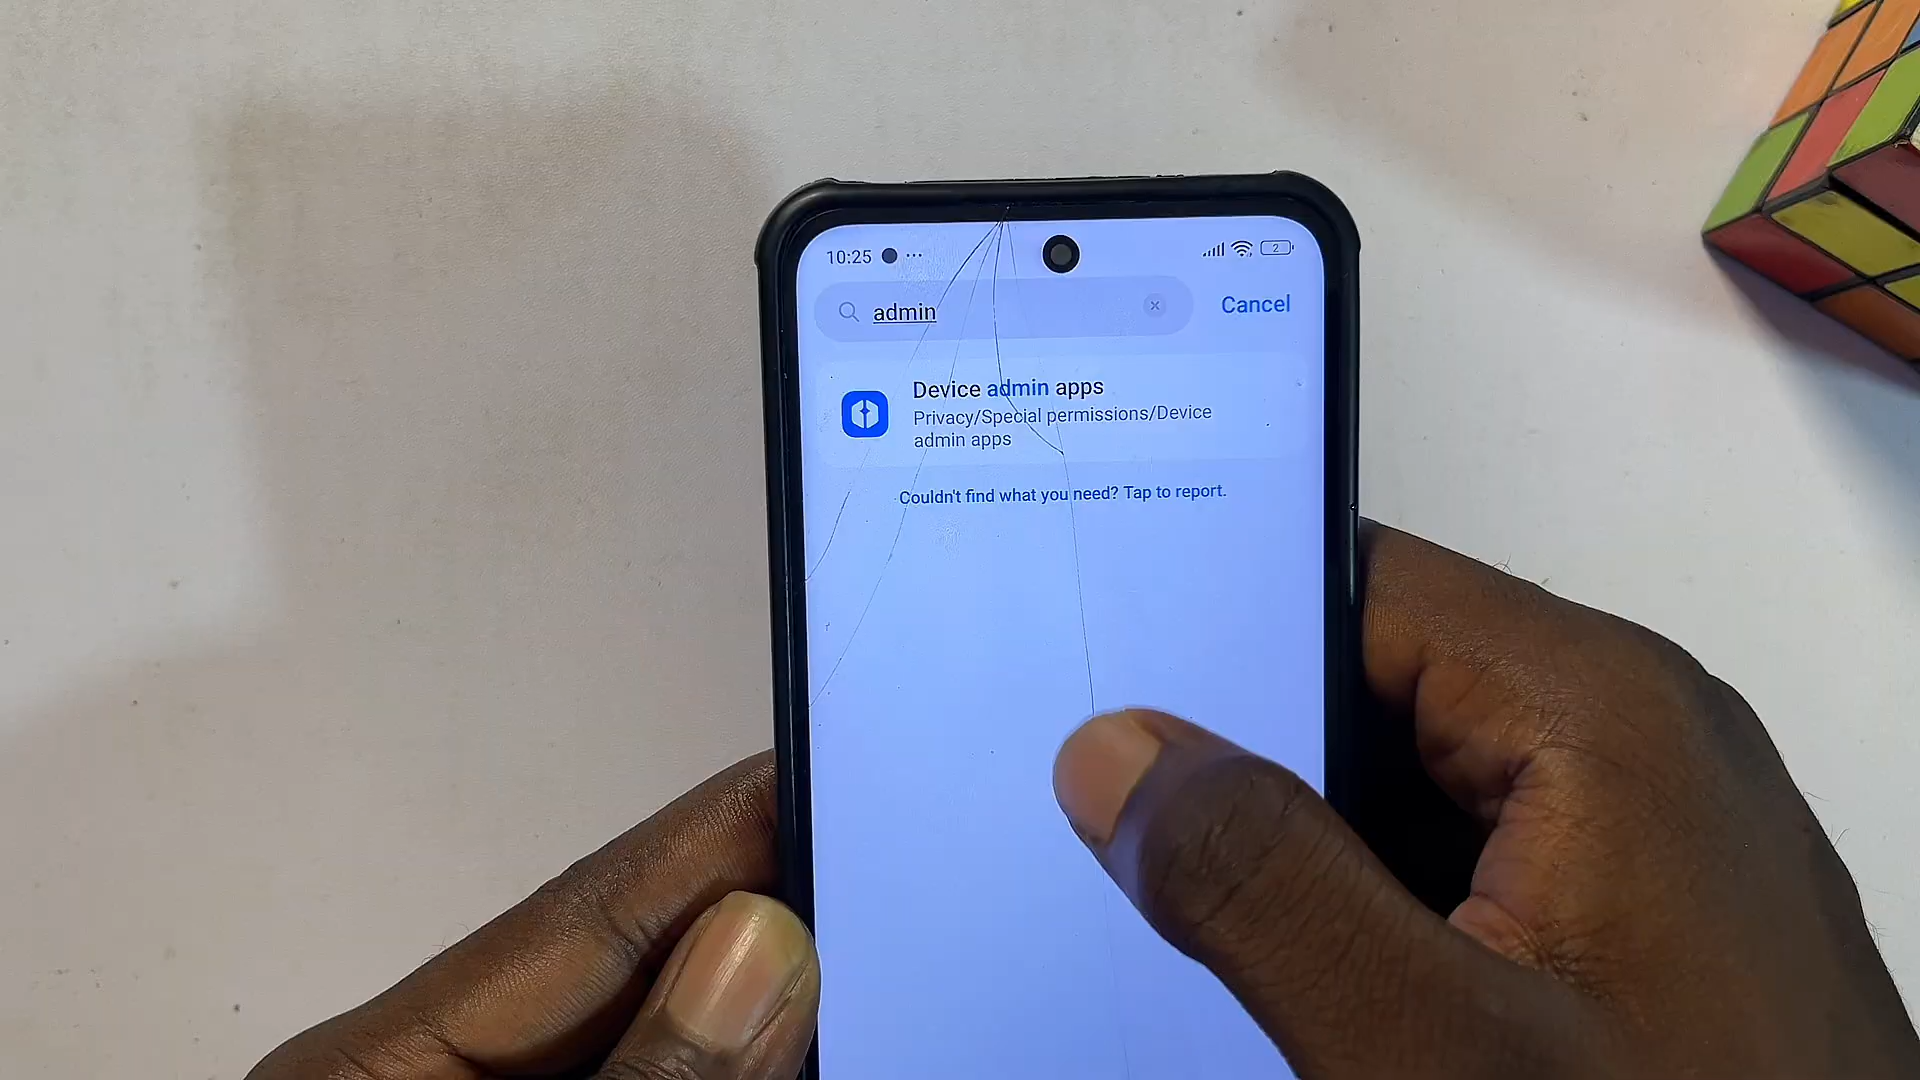 10:25
2
admin
Cancel
Device admin apps
Privacy/Special permissions/Device
admin apps
Couldn't find what you need? Tap to report.